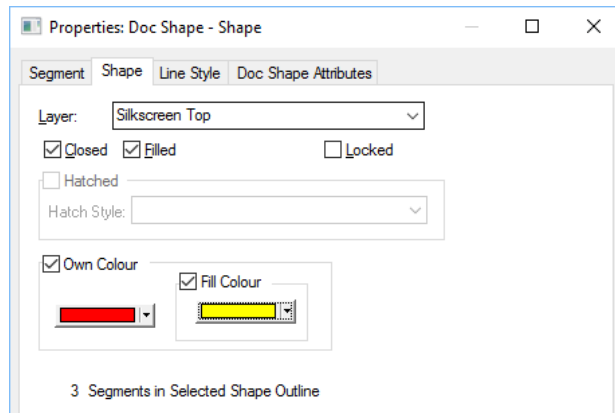 Properties: Doc Shape - Shape
Segment Shape Line Style Doc Shape Attributes
Layer: Silkscreen Top
Closed Filled Locked
Hatched
Hatch Style:
Own Colour
Fill Colour
3 Segments in Selected Shape Outline